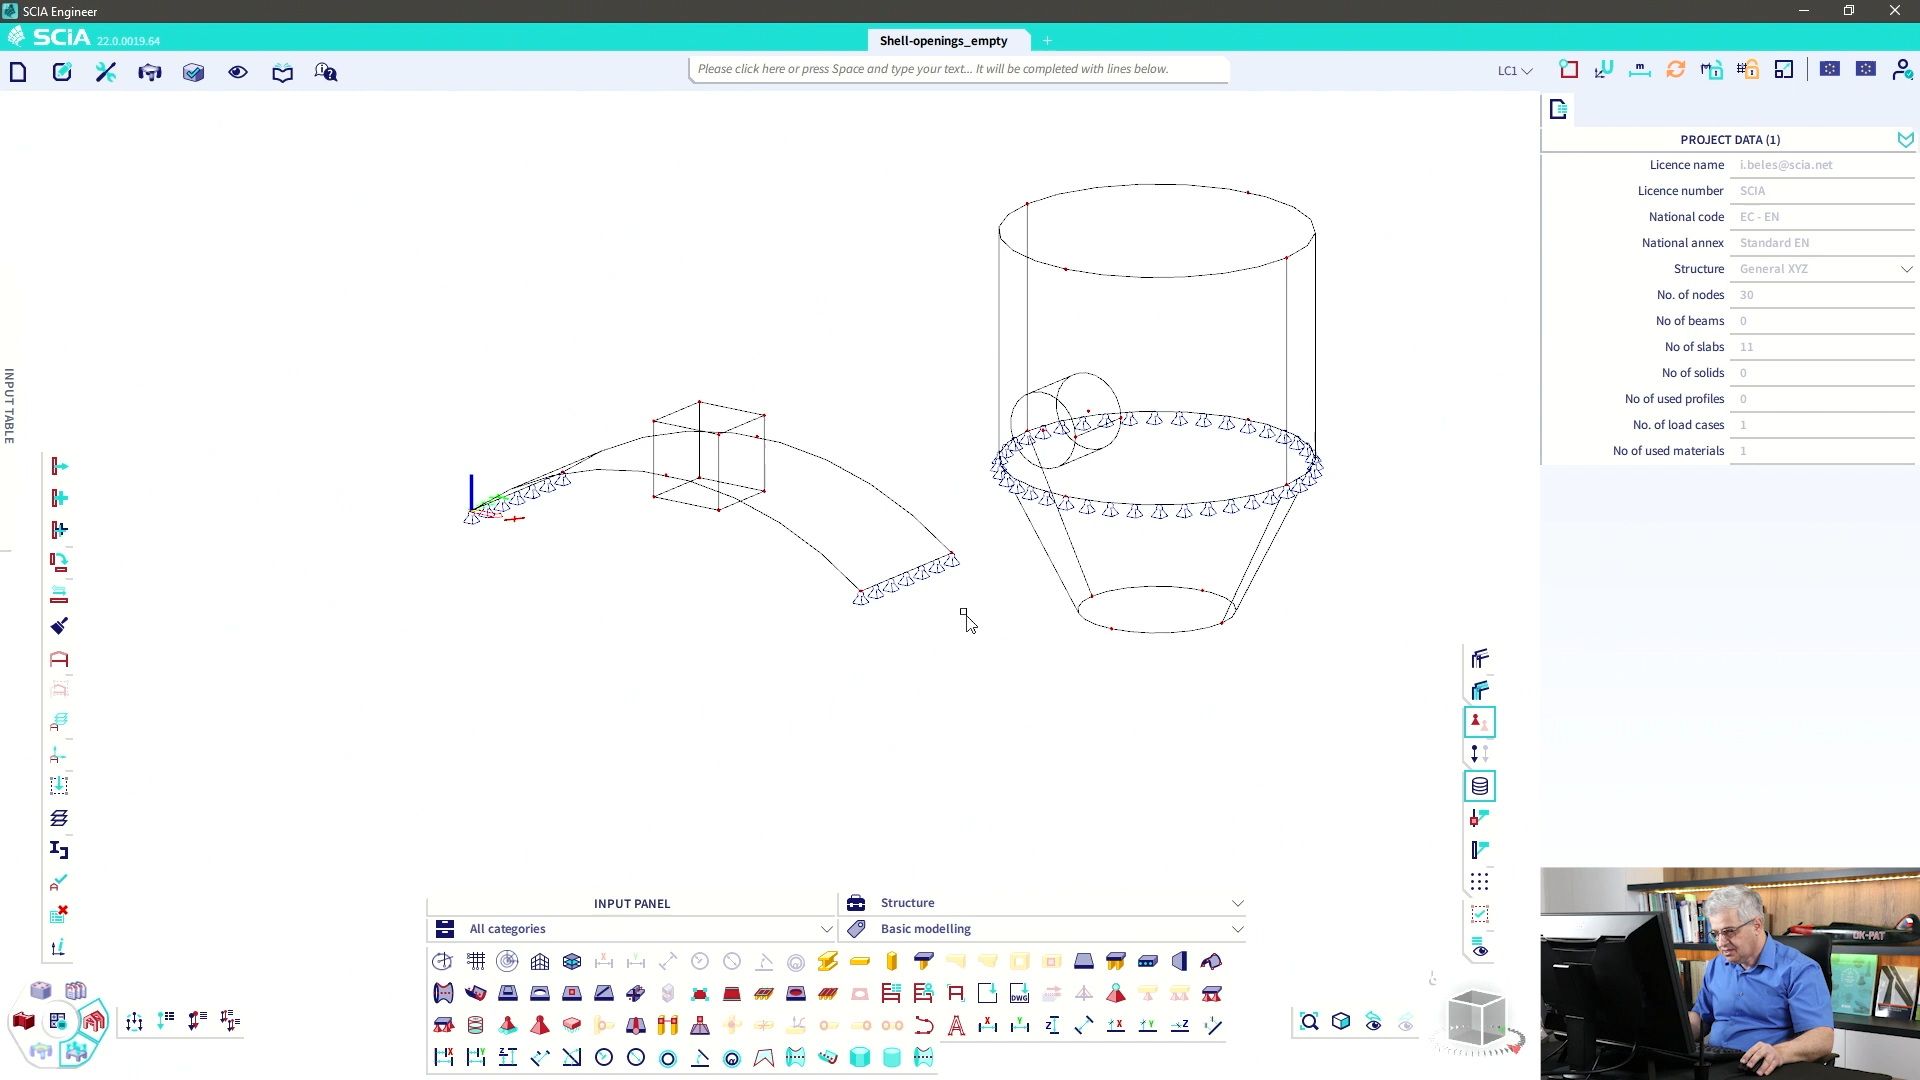 SCIA Engineer
SCiA 22.0.0019.64
Shell-openings_empty
Please click here or press Space and type your text... It will be completed with lines below.
LC1
PROJECT DATA (1)
Licence name i.beles@scia.net
Licence number SCIA
National code EC - EN
National annex Standard EN
Structure General XYZ
No. of nodes 30
No of beams 0
No of slabs 11
No of solids 0
No of used profiles 0
No. of load cases 1
No of used materials 1
INPUT TABLE
INPUT PANEL
Structure
All categories
Basic modelling
DWG
OK-PAT